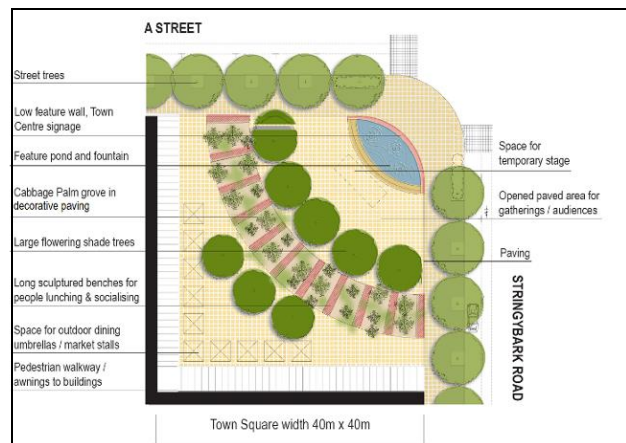 A STREET
Street trees
Low feature wall, Town
Centre signage
Feature pond and fountain
Cabbage Palm grove in
decorative paving
Large flowering shade trees
Long sculptured benches for
people lunching & socialising
Space for outdoor dining
umbrellas / market stalls
Pedestrian walkway /
awnings to buildings
Space for
temporary stage
Opened paved area for
gatherings / audiences
Paving
STRINGYBARK ROAD
Town Square width 40m x 40m